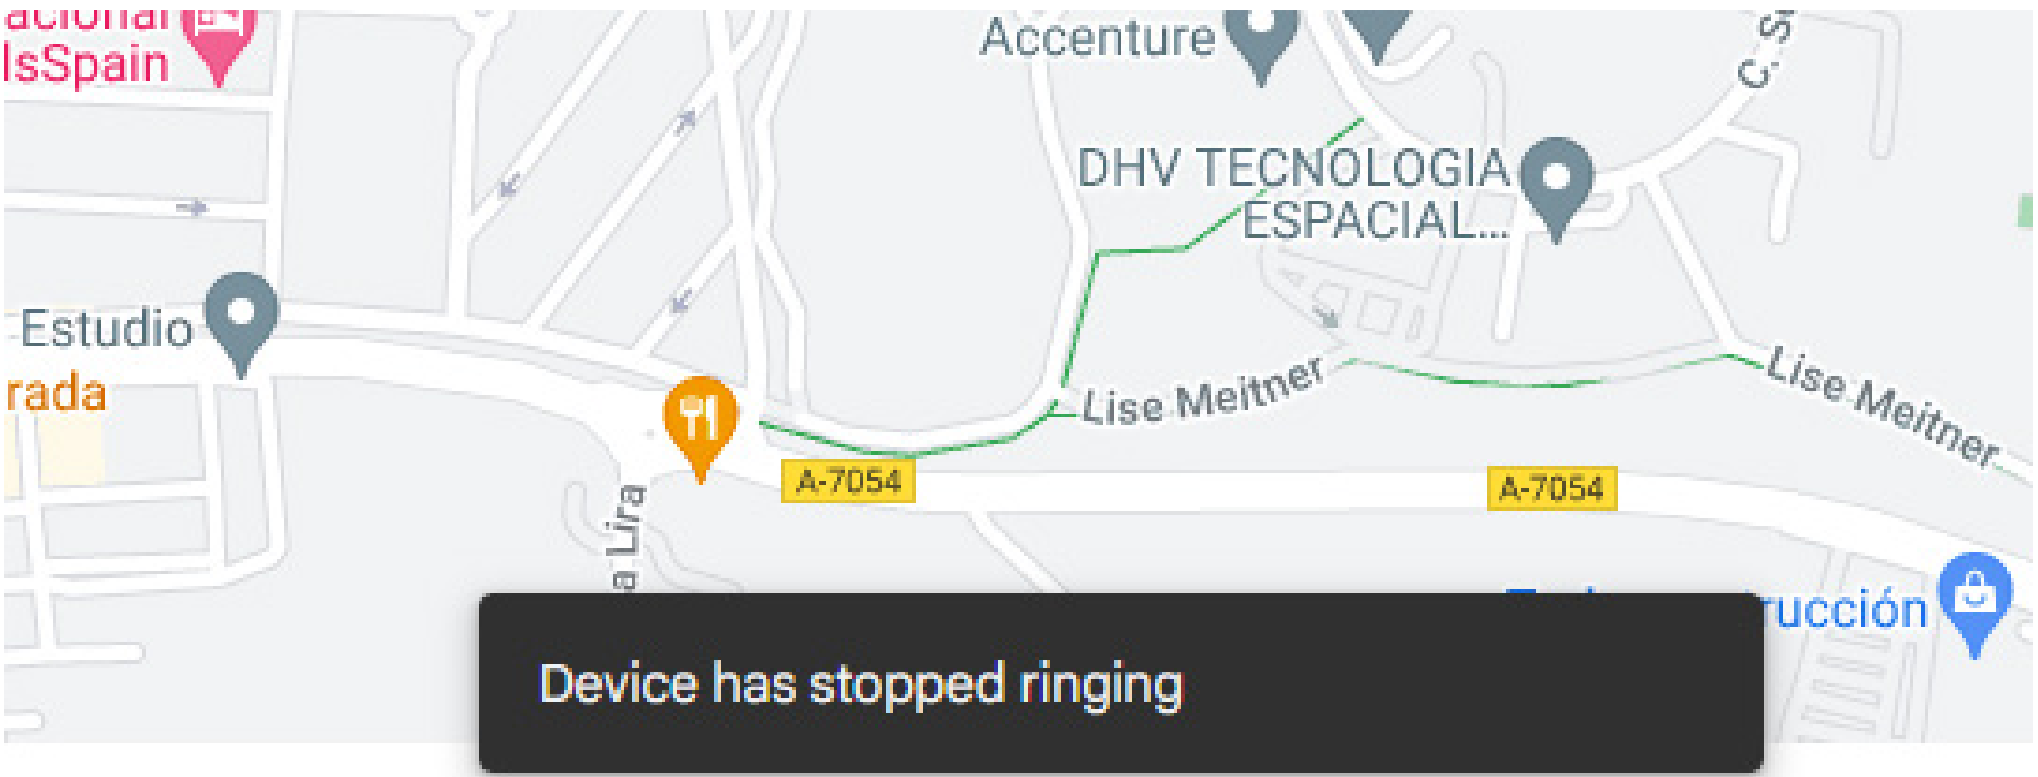 acional
lsSpain
Accenture
C. S
DHV TECNOLOGIA
ESPACIAL...
Estudio
rada
Lise Meitner
Lise Meitner
A-7054
A-7054
a Lira
rucción
Device has stopped ringing